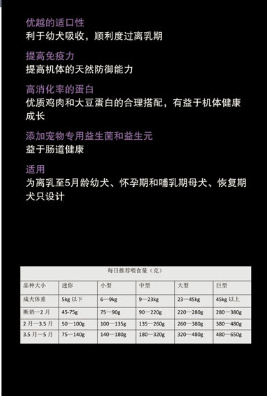 优越的适口性
利于幼犬吸收，顺利度过离乳期
提高免疫力
提高机体的天然防御能力
高消化率的蛋白
优质鸡肉和大豆蛋白的合理搭配，有益于机体健康
成长
添加宠物专用益生菌和益生元
益于肠道健康
适用
为离乳至5月龄幼犬、怀孕期和哺乳期母犬、恢复期
犬只设计
每日推荐喂食量（克）
品种大小 迷你 小型 中型 大型 巨型
成犬体重 5kg 以下 6—9kg 9—23kg 23—45kg 45kg 以上
断奶—2 月 45-75g 75—90g 90—220g 220—280g 280—380g
2 月—3.5 月 50—100g 100—135g 135—260g 260—380g 380—480g
3.5 月—5 月 75—140g 140—180g 180—320g 320—480g 480—650g